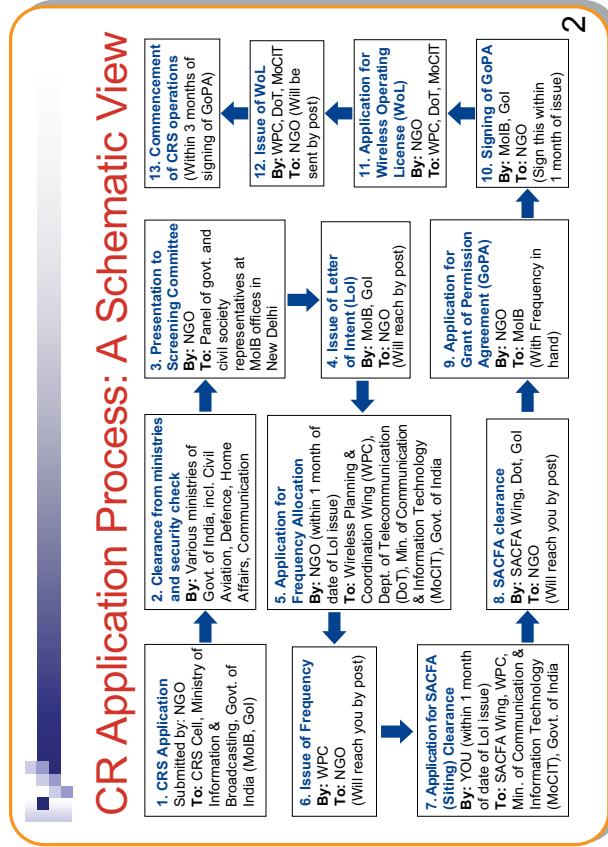 CR Application Process: A Schematic View
1. CRS Application
Submitted by: NGO
To: CRS Cell, Ministry of
Information &
Broadcasting, Govt. of
India (MoIB, GoI)
2. Clearance from ministries
and security check
By: Various ministries of
Govt. of India, incl. Civil
Aviation, Defence, Home
Affairs, Communication
3. Presentation to
Screening Committee
By: NGO
To: Panel of govt. and
civil society
representatives at
MoIB offices in
New Delhi
4. Issue of Letter
of Intent (LoI)
By: MoIB, GoI
To: NGO
(Will reach by post)
5. Application for
Frequency Allocation
By: NGO (within 1 month of
date of LoI issue)
To: Wireless Planning &
Coordination Wing (WPC),
Dept. of Telecommunication
(DoT), Min. of Communication
& Information Technology
(MoCIT), Govt. of India
6. Issue of Frequency
By: WPC
To: NGO
(Will reach you by post)
7. Application for SACFA
(Siting) Clearance
By: YOU (within 1 month
of date of LoI issue)
To: SACFA Wing, WPC,
Min. of Communication &
Information Technology
(MoCIT), Govt. of India
8. SACFA clearance
By: SACFA Wing, Dot, GoI
To: NGO
(Will reach you by post)
9. Application for
Grant of Permission
Agreement (GoPA)
By: NGO
To: MoIB
(With Frequency in
hand)
10. Signing of GoPA
By: MoIB, GoI
To: NGO
(Sign this within
1 month of issue)
11. Application for
Wireless Operating
License (WoL)
By: NGO
To: WPC, DoT, MoCIT
12. Issue of WoL
By: WPC, DoT, MoCIT
To: NGO (Will be
sent by post)
13. Commencement
of CRS operations
(Within 3 months of
signing of GoPA)
2